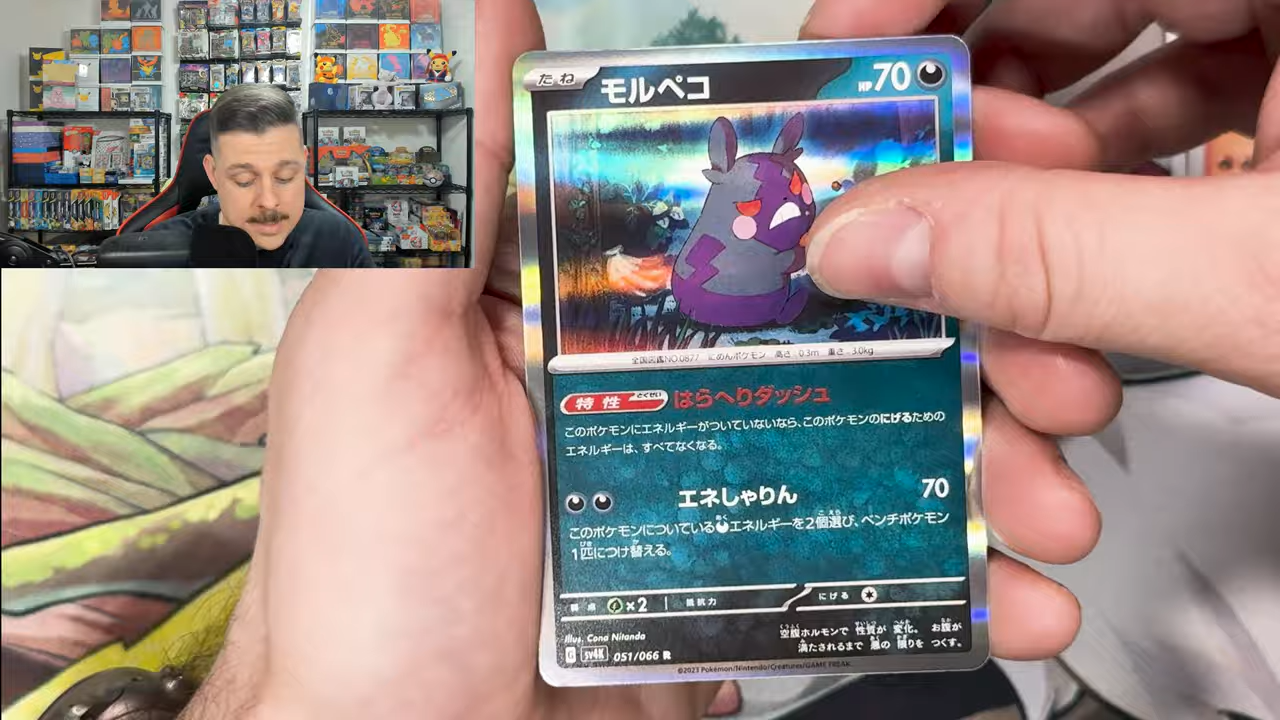 たね
モルペコ
HP70
全国図鑑NO.0877 にめんポケモン 高さ:0.3m 重さ:3.0kg
特性
とくせい
はらへりダッシュ
このポケモンにエネルギーがついていないなら、このポケモンのにげるための
エネルギーは、すべてなくなる。
エネしゃりん 70
このポケモンについているエネルギーを2個選び、ベンチポケモン
1匹につけ替える。
弱点 ×2 抵抗力 にげる
Illus. Cona Nitanda
空腹ホルモンで 性質が 変化。 お腹が
満たされるまで 悪の 限りを つくす。
G SV4K 051/066 R
©2023 Pokémon/Nintendo/Creatures/GAME FREAK